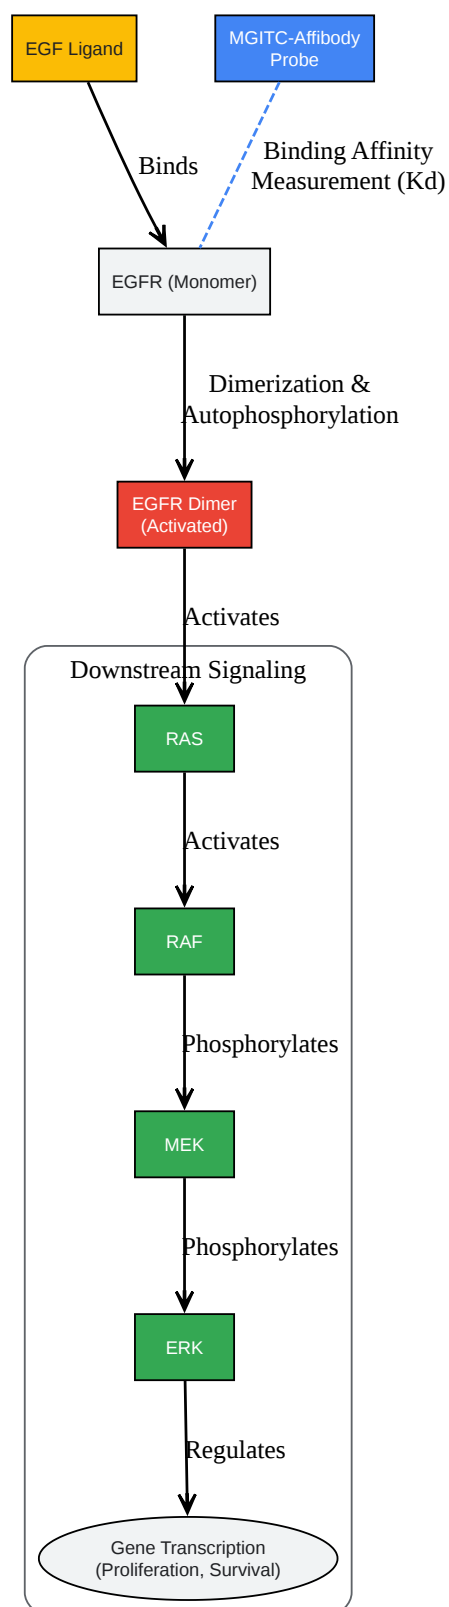 EGF Ligand
MGITC-Affibody
Probe
Binds
Binding Affinity
Measurement (Kd)
EGFR (Monomer)
Dimerization &
Autophosphorylation
EGFR Dimer
(Activated)
Activates
Downstream Signaling
RAS
Activates
RAF
Phosphorylates
MEK
Phosphorylates
ERK
Regulates
Gene Transcription
(Proliferation, Survival)